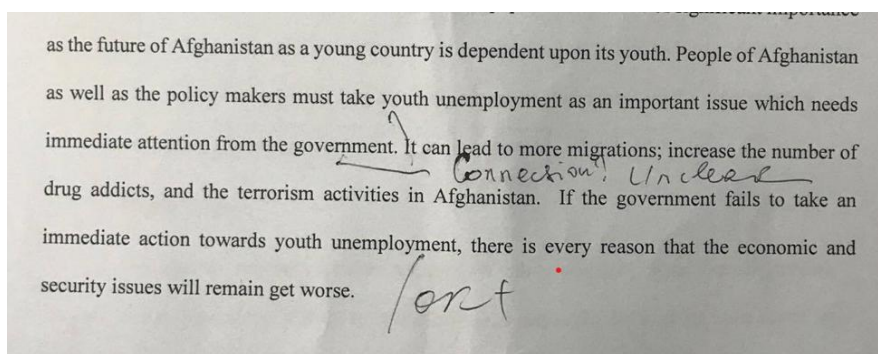 as the future of Afghanistan as a young country is dependent upon its youth. People of Afghanistan
as well as the policy makers must take youth unemployment as an important issue which needs
immediate attention from the government. It can lead to more migrations; increase the number of
Connection? Unclear
drug addicts, and the terrorism activities in Afghanistan. If the government fails to take an
immediate action towards youth unemployment, there is every reason that the economic and
security issues will remain get worse.